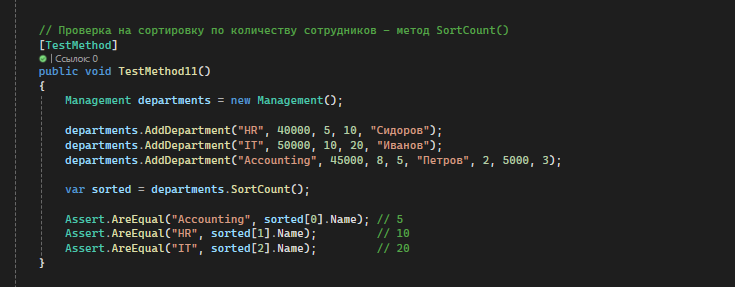 // Проверка на сортировку по количеству сотрудников – метод SortCount()
[TestMethod]
| Ссылок: 0
public void TestMethod11()
{
Management departments = new Management();
departments.AddDepartment("HR", 40000, 5, 10, "Сидоров");
departments.AddDepartment("IT", 50000, 10, 20, "Иванов");
departments.AddDepartment("Accounting", 45000, 8, 5, "Петров", 2, 5000, 3);
var sorted = departments.SortCount();
Assert.AreEqual("Accounting", sorted[0].Name); // 5
Assert.AreEqual("HR", sorted[1].Name); // 10
Assert.AreEqual("IT", sorted[2].Name); // 20
}